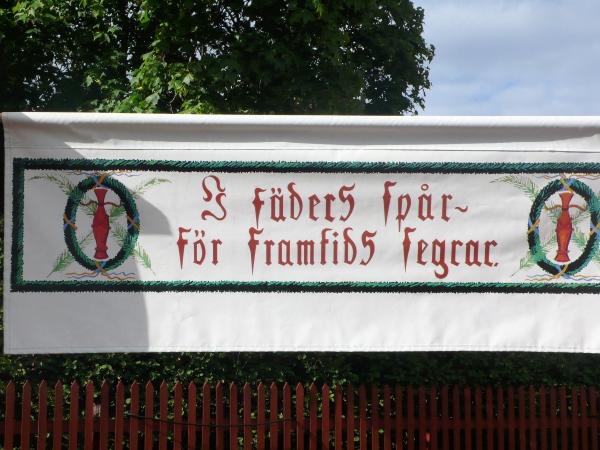 I fäders spår-
för framtids segrar.